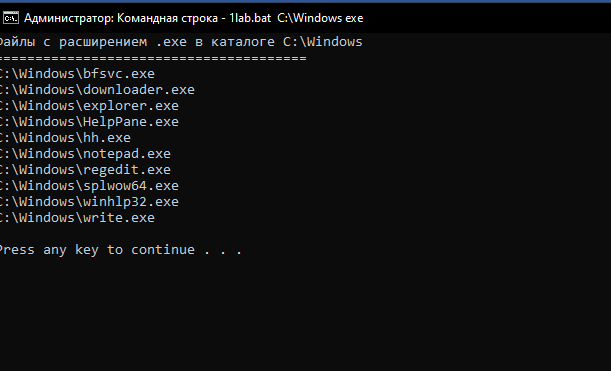 Администратор: Командная строка - 1lab.bat C:\Windows exe
Файлы с расширением .exe в каталоге C:\Windows
=======================================
C:\Windows\bfsvc.exe
C:\Windows\downloader.exe
C:\Windows\explorer.exe
C:\Windows\HelpPane.exe
C:\Windows\hh.exe
C:\Windows\notepad.exe
C:\Windows\regedit.exe
C:\Windows\splwow64.exe
C:\Windows\winhlp32.exe
C:\Windows\write.exe
Press any key to continue . . .